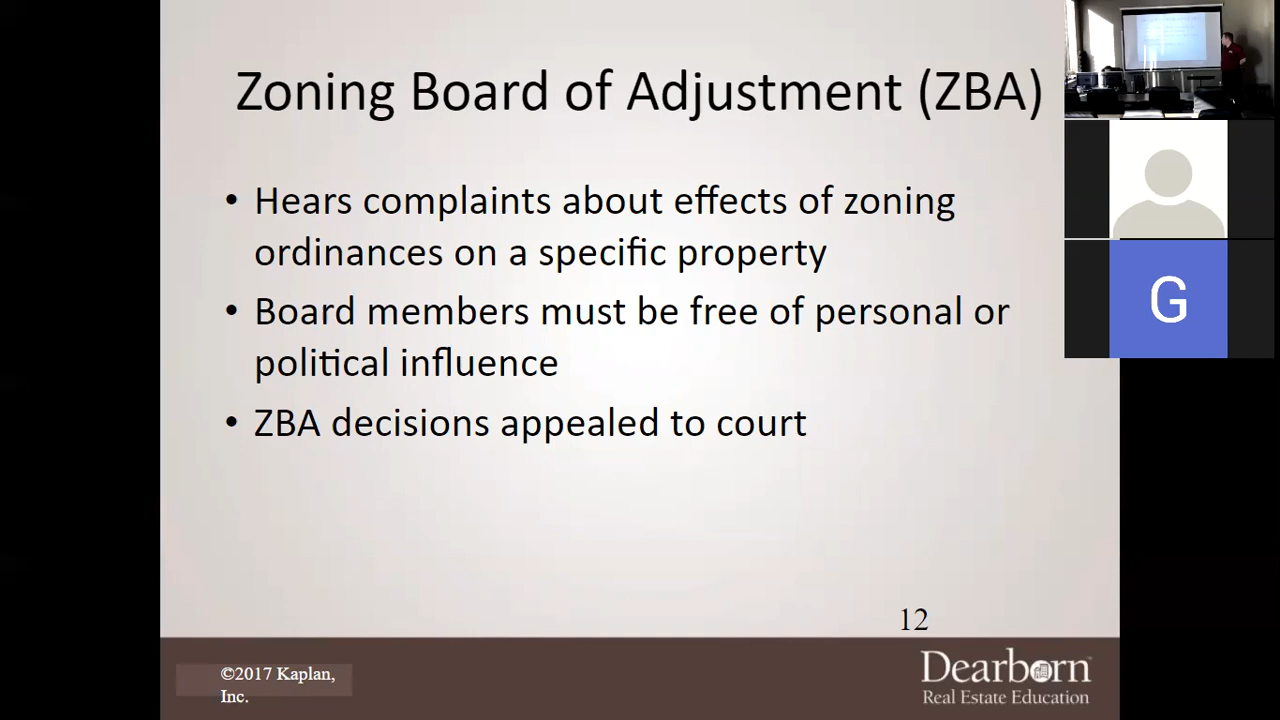 Zoning Board of Adjustment (ZBA)
• Hears complaints about effects of zoning
ordinances on a specific property
• Board members must be free of personal or
political influence
• ZBA decisions appealed to court
12
©2017 Kaplan,
Inc.
Dearborn
Real Estate Education
G